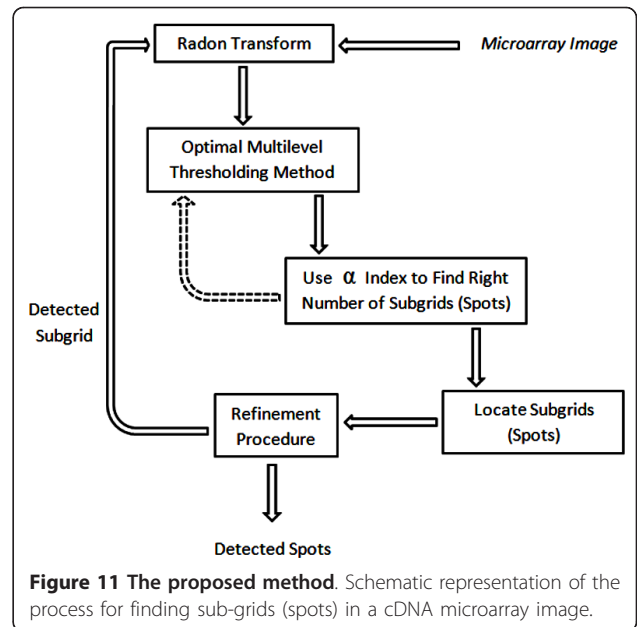 Radon Transform
Microarray Image
Optimal Multilevel
Thresholding Method
Use α Index to Find Right
Number of Subgrids (Spots)
Detected
Subgrid
Refinement
Procedure
Locate Subgrids
(Spots)
Detected Spots
Figure 11 The proposed method. Schematic representation of the
process for finding sub-grids (spots) in a cDNA microarray image.